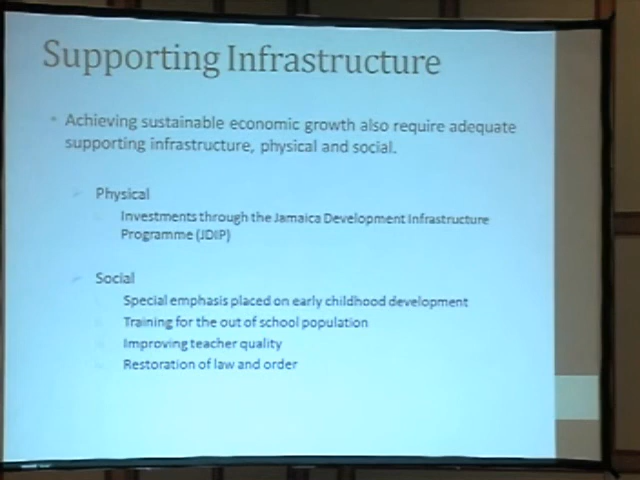 Supporting Infrastructure
Achieving sustainable economic growth also require adequate
supporting infrastructure, physical and social.
Physical
Investments through the Jamaica Development Infrastructure
Programme (JDIP)
Social
Special emphasis placed on early childhood development
Training for the out of school population
Improving teacher quality
Restoration of law and order